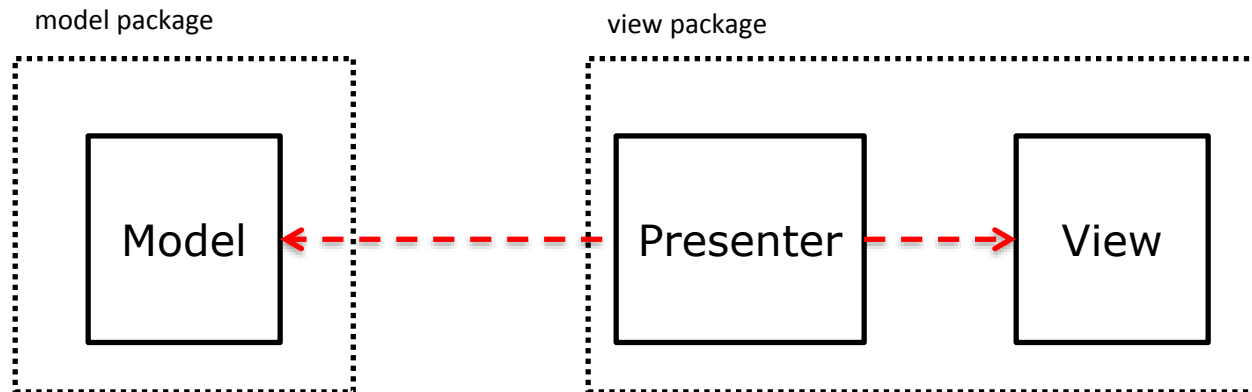 model package
view package
Model
Presenter
View